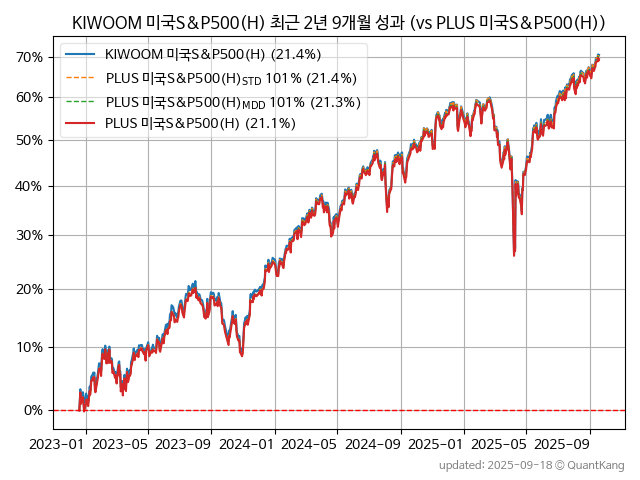 KIWOOM 미국S&P500(H) 최근 2년 9개월 성과 (vs PLUS 미국S&P500(H))
KIWOOM 미국S&P500(H) (21.4%)
PLUS 미국S&P500(H)STD 101% (21.4%)
PLUS 미국S&P500(H)MDD 101% (21.3%)
PLUS 미국S&P500(H) (21.1%)
70%
60%
50%
40%
30%
20%
10%
0%
2023-01 2023-05 2023-09 2024-01 2024-05 2024-09 2025-01 2025-05 2025-09
updated: 2025-09-18 © QuantKang